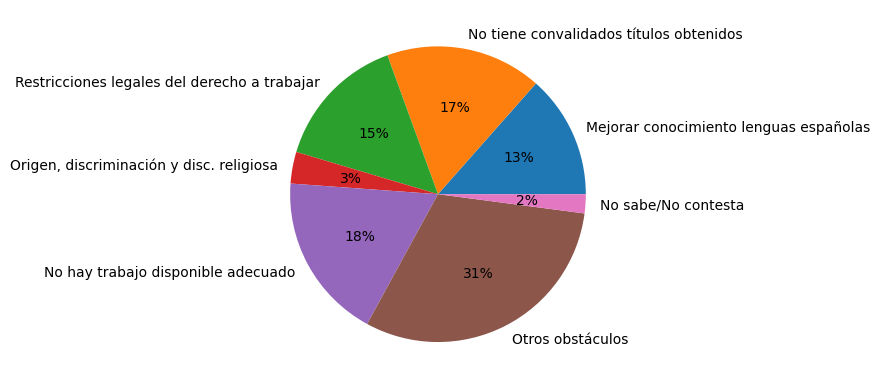 No tiene convalidados títulos obtenidos
Restricciones legales del derecho a trabajar
17%
Mejorar conocimiento lenguas españolas
15%
13%
Origen, discriminación y disc. religiosa
3%
2%
No sabe/No contesta
18%
No hay trabajo disponible adecuado
31%
Otros obstáculos